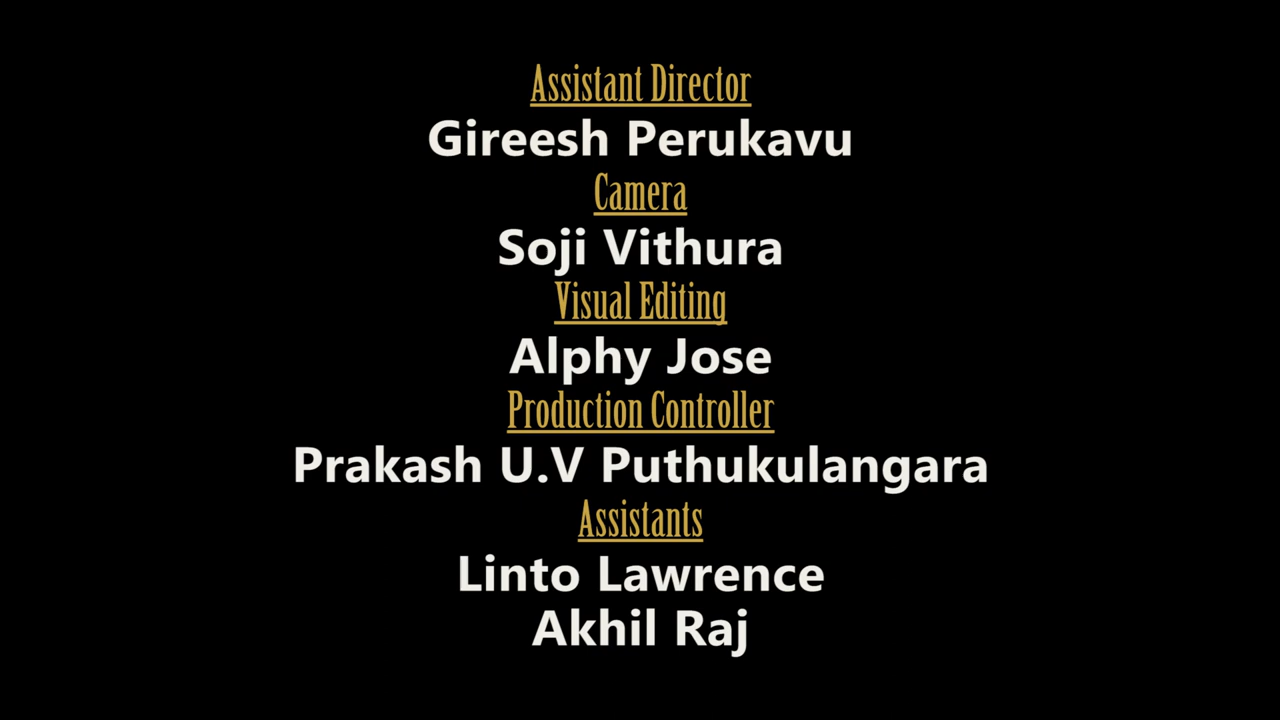 Assistant Director
Gireesh Perukavu
Camera
Soji Vithura
Visual Editing
Alphy Jose
Production Controller
Prakash U.V Puthukulangara
Assistants
Linto Lawrence
Akhil Raj